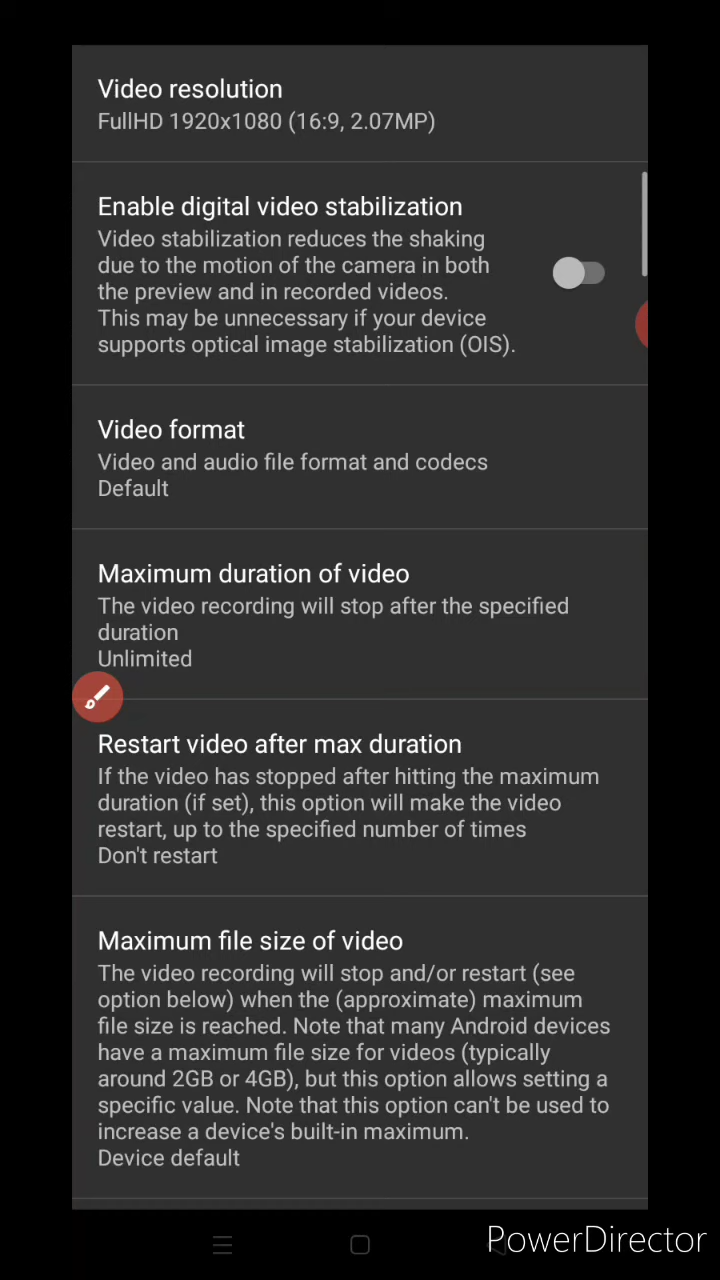 Video resolution
FullHD 1920x1080 (16:9, 2.07MP)
Enable digital video stabilization
Video stabilization reduces the shaking
due to the motion of the camera in both
the preview and in recorded videos.
This may be unnecessary if your device
supports optical image stabilization (OIS).
Video format
Video and audio file format and codecs
Default
Maximum duration of video
The video recording will stop after the specified
duration
Unlimited
Restart video after max duration
If the video has stopped after hitting the maximum
duration (if set), this option will make the video
restart, up to the specified number of times
Don't restart
Maximum file size of video
The video recording will stop and/or restart (see
option below) when the (approximate) maximum
file size is reached. Note that many Android devices
have a maximum file size for videos (typically
around 2GB or 4GB), but this option allows setting a
specific value. Note that this option can't be used to
increase a device's built-in maximum.
Device default
PowerDirector